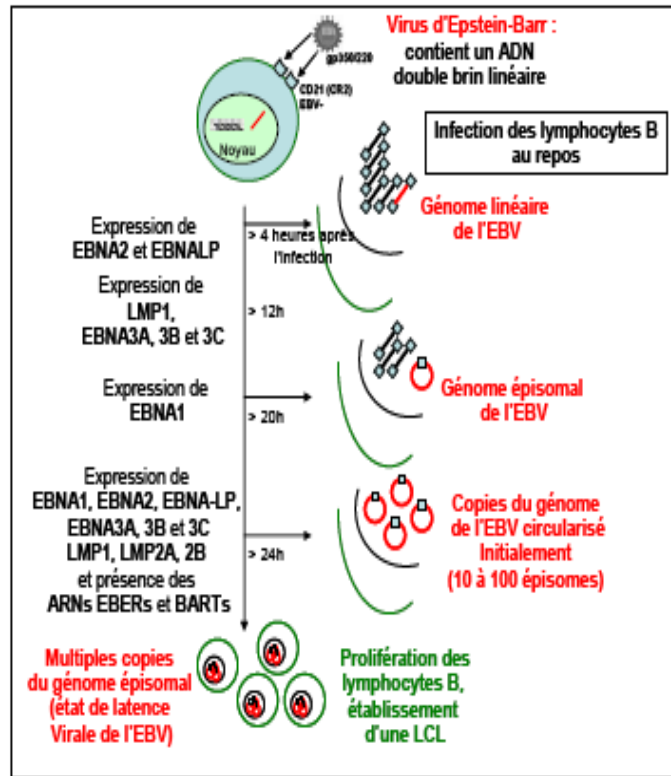 Virus d'Epstein-Barr :
contient un ADN
double brin linéaire
gp350/220
CD21 (CR2)
EBV-
Noyau
Infection des lymphocytes B
au repos
Génome linéaire
de l'EBV
Expression de
EBNA2 et EBNALP
> 4 heures après
l'infection
Expression de
LMP1,
EBNA3A, 3B et 3C
> 12h
Expression de
EBNA1
> 20h
Génome épisomal
de l'EBV
Expression de
EBNA1, EBNA2, EBNA-LP,
EBNA3A, 3B et 3C
LMP1, LMP2A, 2B
et présence des
ARNs EBERs et BARTs
> 24h
Copies du génome
de l'EBV circularisé
Initialement
(10 à 100 épisomes)
Multiples copies
du génome épisomal
(état de latence
Virale de l'EBV)
Prolifération des
lymphocytes B,
établissement
d'une LCL